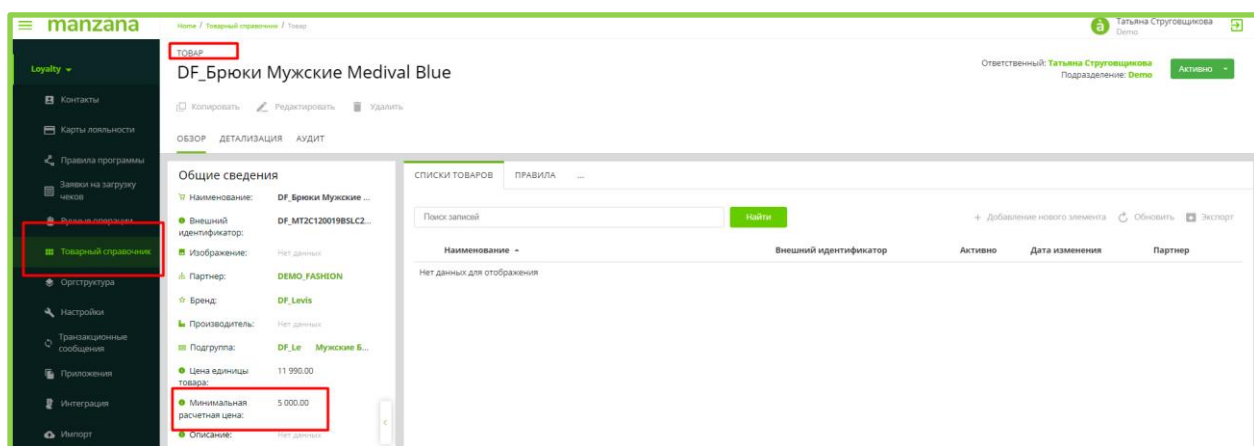 manzana
Home / Товарный справочник / Товар
Татьяна Струговщикова
Demo
Loyalty
Контакты
Карты лояльности
Правила программы
Заявки на загрузку
чеков
Ручные операции
Товарный справочник
Оргструктура
Настройки
Транзакционные
сообщения
Приложения
Интеграция
Импорт
ТОВАР
DF_Брюки Мужские Medival Blue
Ответственный: Татьяна Струговщикова
Подразделение: Demo
Активно
Копировать Редактировать Удалить
ОБЗОР ДЕТАЛИЗАЦИЯ АУДИТ
Общие сведения
Наименование: DF_Брюки Мужские ...
Внешний DF_MT2C120019BSLC2...
идентификатор:
Изображение: Нет данных
Партнер: DEMO_FASHION
Бренд: DF_Levis
Производитель: Нет данных
Подгруппа: DF_Le Мужские Б...
Цена единицы 11 990.00
товара:
Минимальная 5 000.00
расчетная цена:
Описание: Нет данных
СПИСКИ ТОВАРОВ ПРАВИЛА ...
Поиск записей Найти + Добавление нового элемента Обновить Экспорт
Наименование Внешний идентификатор Активно Дата изменения Партнер
Нет данных для отображения